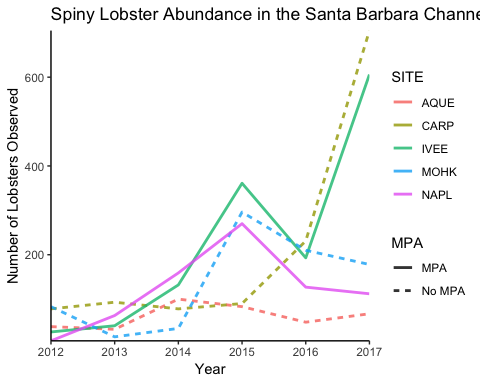 Spiny Lobster Abundance in the Santa Barbara Channe
Number of Lobsters Observed
600
400
200
2012 2013 2014 2015 2016 2017
Year
SITE
AQUE
CARP
IVEE
MOHK
NAPL
MPA
MPA
No MPA